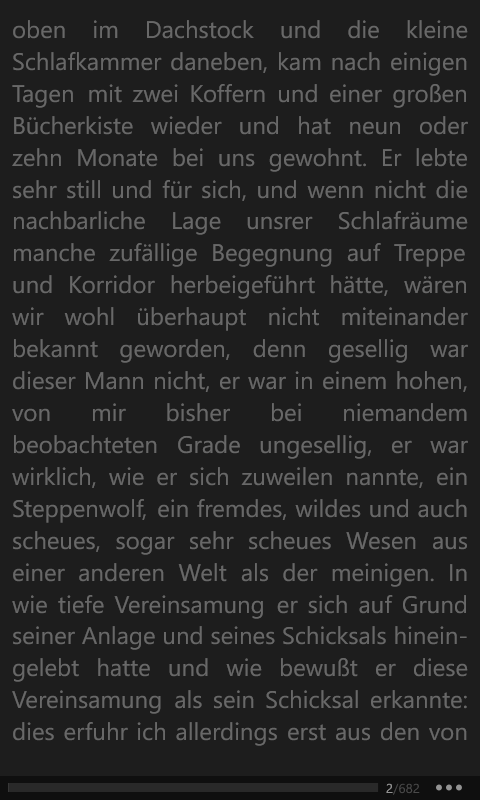 oben im Dachstock und die kleine
Schlafkammer daneben, kam nach einigen
Tagen mit zwei Koffern und einer großen
Bücherkiste wieder und hat neun oder
zehn Monate bei uns gewohnt. Er lebte
sehr still und für sich, und wenn nicht die
nachbarliche Lage unsrer Schlafräume
manche zufällige Begegnung auf Treppe
und Korridor herbeigeführt hätte, wären
wir wohl überhaupt nicht miteinander
bekannt geworden, denn gesellig war
dieser Mann nicht, er war in einem hohen,
von mir bisher bei niemandem
beobachteten Grade ungesellig, er war
wirklich, wie er sich zuweilen nannte, ein
Steppenwolf, ein fremdes, wildes und auch
scheues, sogar sehr scheues Wesen aus
einer anderen Welt als der meinigen. In
wie tiefe Vereinsamung er sich auf Grund
seiner Anlage und seines Schicksals hinein-
gelebt hatte und wie bewußt er diese
Vereinsamung als sein Schicksal erkannte:
dies erfuhr ich allerdings erst aus den von
2/682